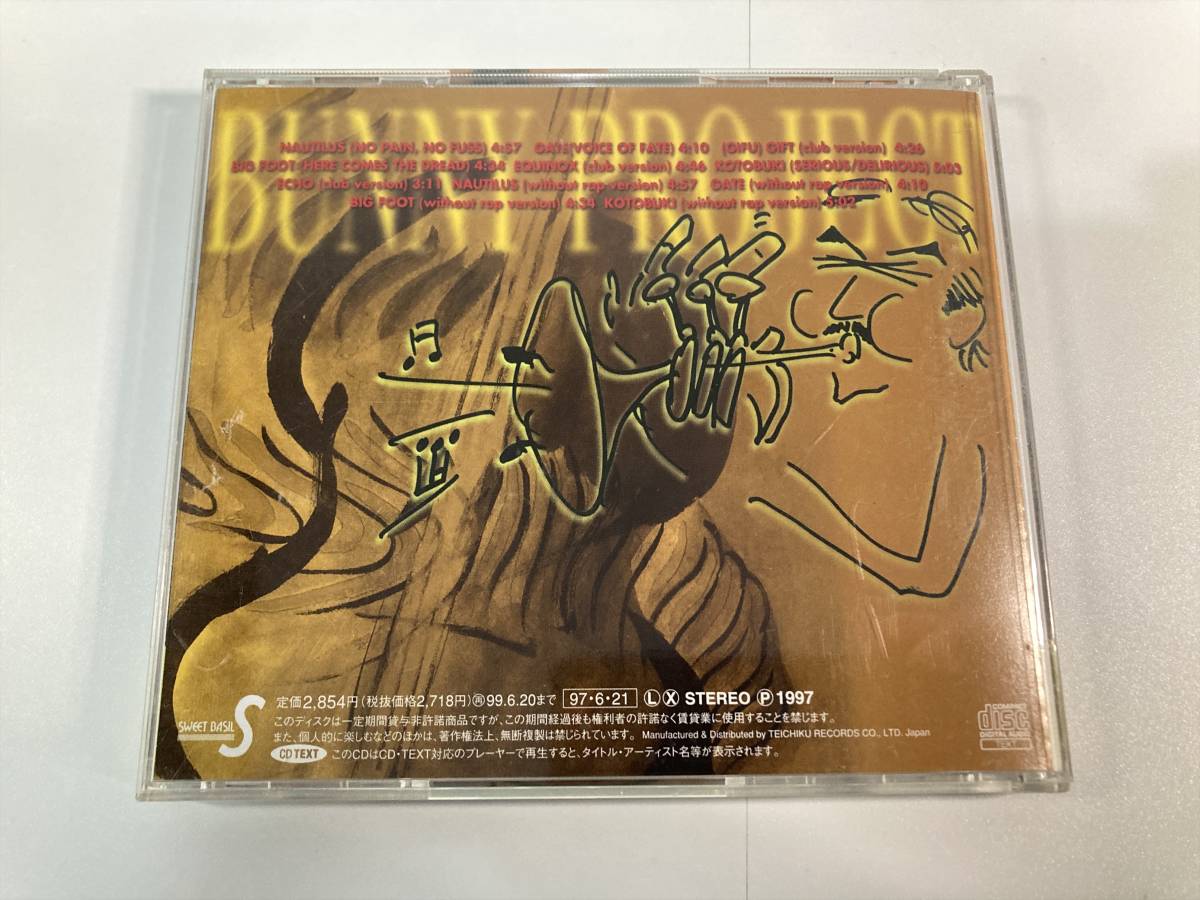 BUNNY PROJECT
NAUTILUS (NO PAIN, NO FUSS) 4:57 GATE(VOICE OF FATE) 4:10 (GIFU) GIFT (club version) 4:26
BIG FOOT (HERE COMES THE DREAD) 4:34 EQUINOX (club version) 4:46 KOTOBUKI (SERIOUS/DELIRIOUS) 5:03
ECHO (club version) 3:11 NAUTILUS (without rap version) 4:57 GATE (without rap version) 4:10
BIG FOOT (without rap version) 4:34 KOTOBUKI (without rap version) 5:02
SWEET BASIL S
定価2,854円(税抜価格2,718円)㊑99.6.20まで 97・6・21 Ⓛ Ⓧ STEREO Ⓟ 1997
このディスクは一定期間貸与非許諾商品ですが、この期間経過後も権利者の許諾なく賃貸業に使用することを禁じます。
また、個人的に楽しむなどのほかは、著作権法上、無断複製は禁じられています。 Manufactured & Distributed by TEICHIKU RECORDS CO., LTD. Japan
CD TEXT このCDはCD・TEXT対応のプレーヤーで再生すると、タイトル・アーティスト名等が表示されます。
COMPACT
disc
DIGITAL AUDIO
TEXT